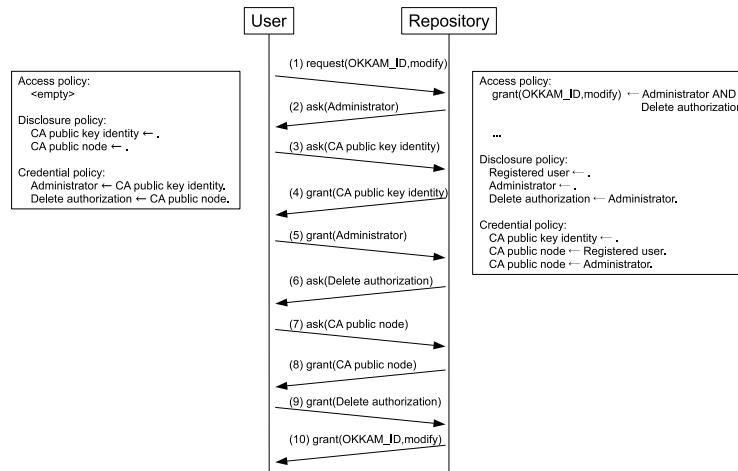 User
Repository
(1) request(OKKAM_ID,modify)
(2) ask(Administrator)
(3) ask(CA public key identity)
(4) grant(CA public key identity)
(5) grant(Administrator)
(6) ask(Delete authorization)
(7) ask(CA public node)
(8) grant(CA public node)
(9) grant(Delete authorization)
(10) grant(OKKAM_ID,modify)
Access policy:
<empty>
Disclosure policy:
CA public key identity ← .
CA public node ← .
Credential policy:
Administrator ← CA public key identity.
Delete authorization ← CA public node.
Access policy:
grant(OKKAM_ID,modify) ← Administrator AND
Delete authorization
...
Disclosure policy:
Registered user ← .
Administrator ← .
Delete authorization ← Administrator.
Credential policy:
CA public key identity ← .
CA public node ← Registered user.
CA public node ← Administrator.